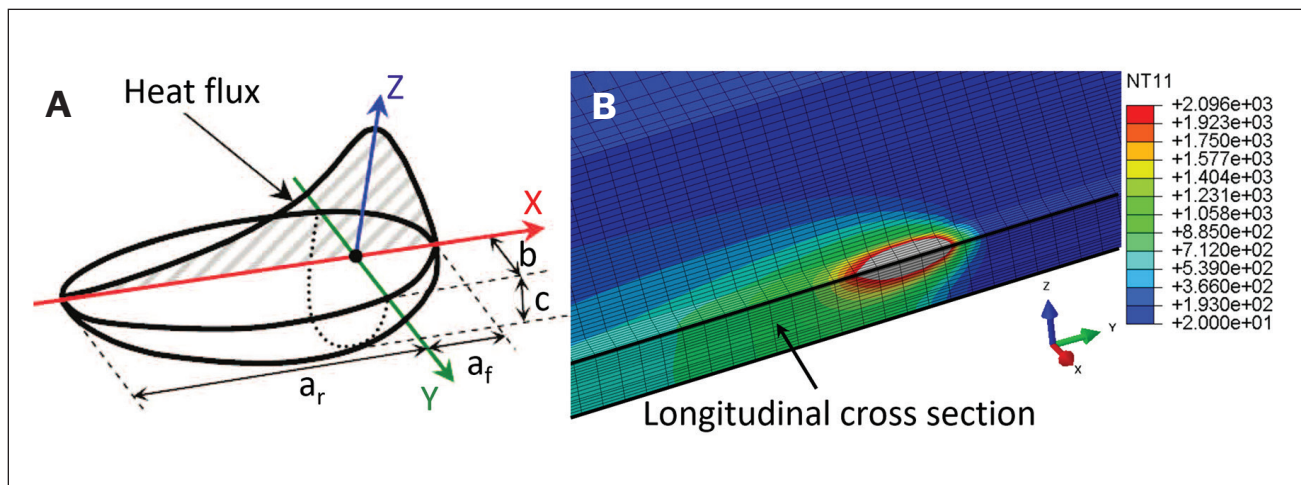 A
Heat flux
Z
X
b
c
a_r
a_f
Y
B
Longitudinal cross section
NT11
+2.096e+03
+1.923e+03
+1.750e+03
+1.577e+03
+1.404e+03
+1.231e+03
+1.058e+03
+8.850e+02
+7.120e+02
+5.390e+02
+3.660e+02
+1.930e+02
+2.000e+01
Z
Y
X